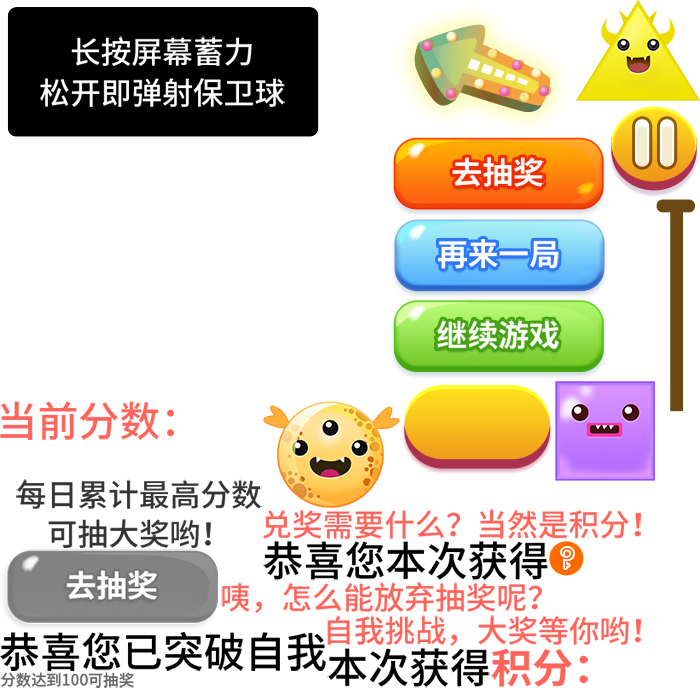 长按屏幕蓄力
松开即弹射保卫球
去抽奖
再来一局
继续游戏
当前分数：
每日累计最高分数
可抽大奖哟！
兑奖需要什么？当然是积分！
恭喜您本次获得
去抽奖
咦，怎么能放弃抽奖呢？
自我挑战，大奖等你哟！
恭喜您已突破自我
本次获得积分：
分数达到100可抽奖